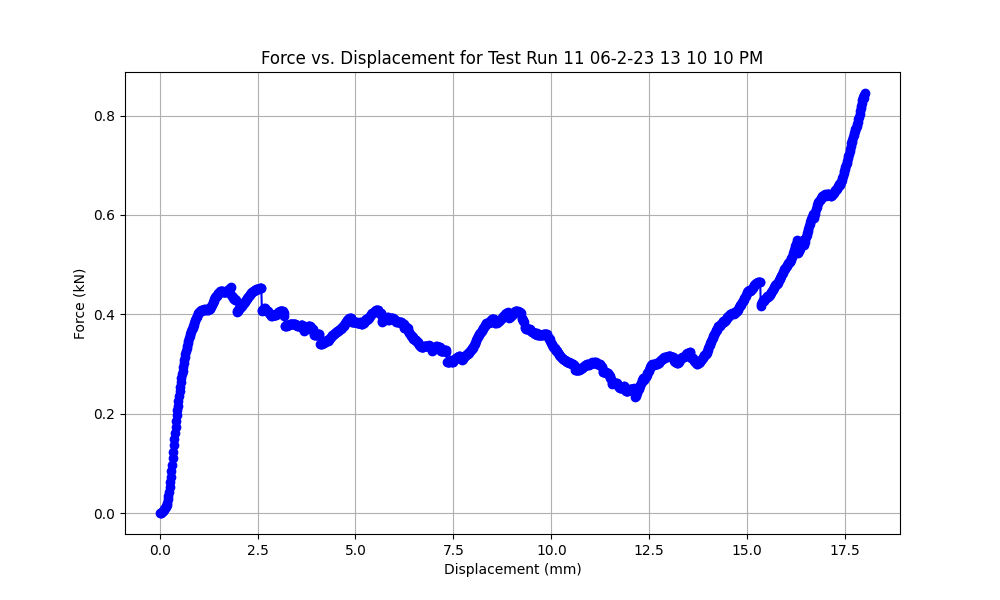 Force vs. Displacement for Test Run 11 06-2-23 13 10 10 PM
0.8
0.6
0.4
0.2
0.0
Force (kN)
0.0 2.5 5.0 7.5 10.0 12.5 15.0 17.5
Displacement (mm)